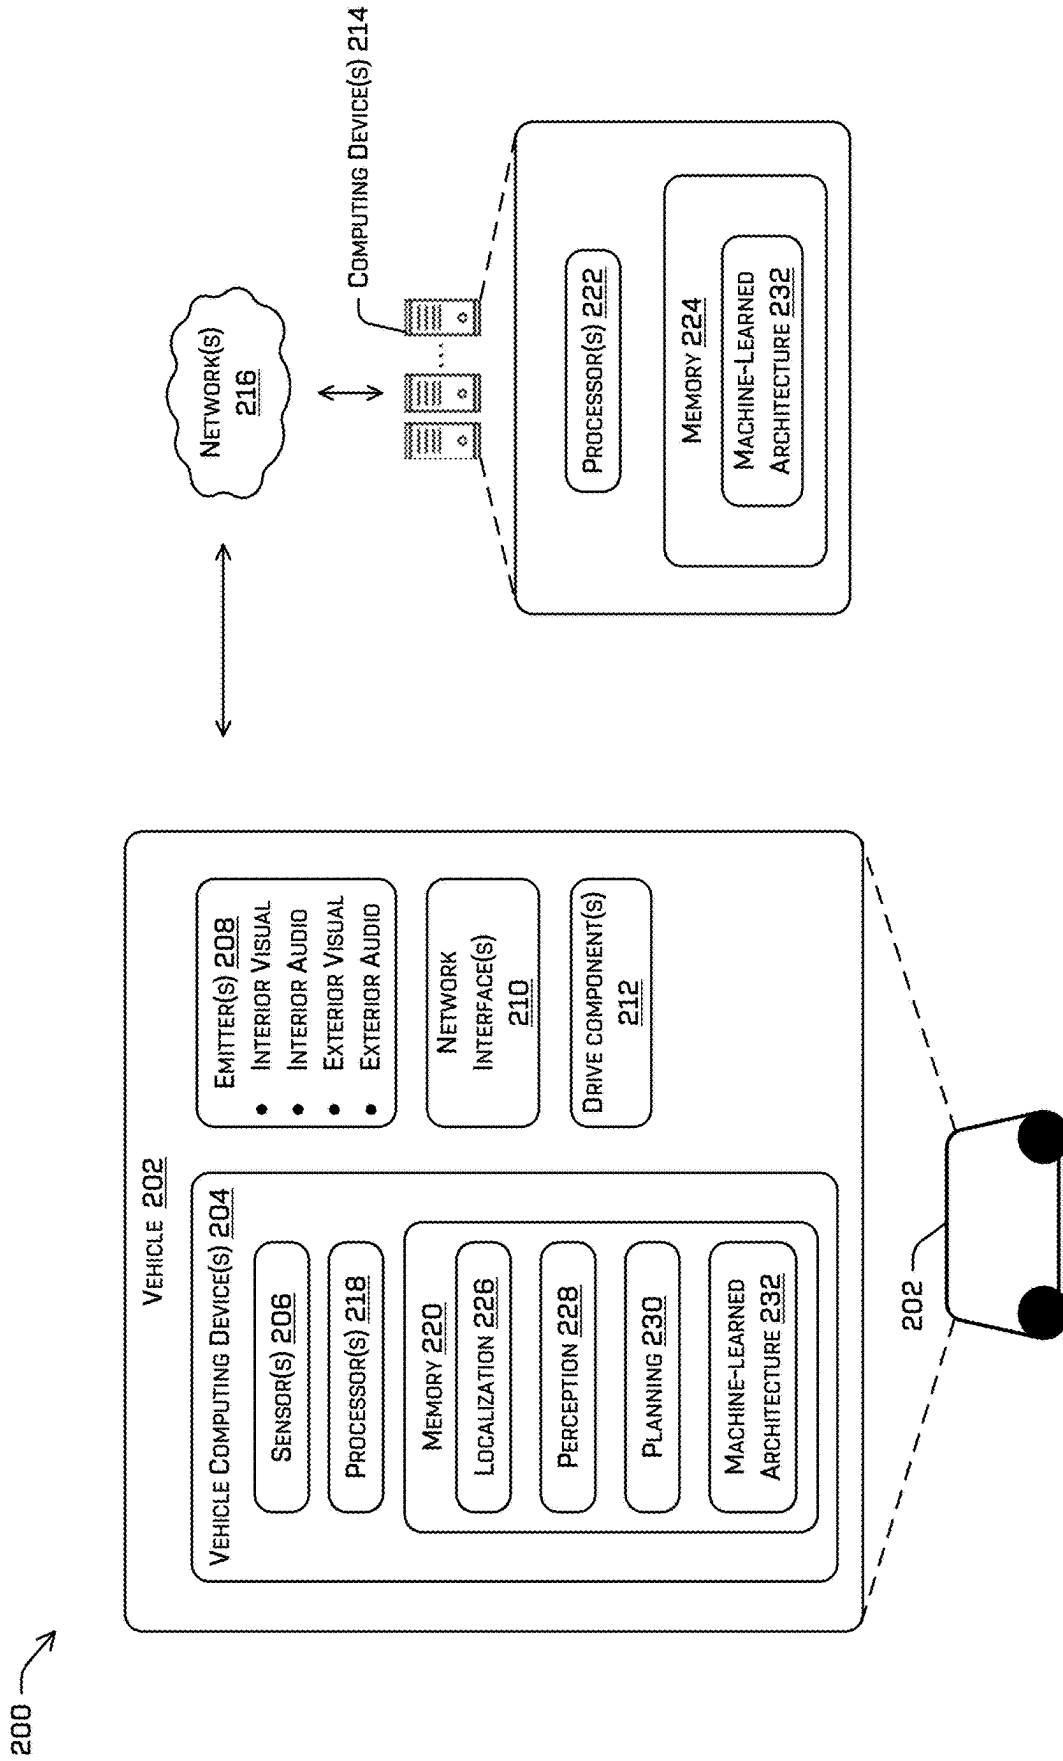 200
VEHICLE 202
VEHICLE COMPUTING DEVICE(S) 204
SENSOR(S) 206
PROCESSOR(S) 218
MEMORY 220
LOCALIZATION 226
PERCEPTION 228
PLANNING 230
MACHINE-LEARNED
ARCHITECTURE 232
EMITTER(S) 208
• INTERIOR VISUAL
• INTERIOR AUDIO
• EXTERIOR VISUAL
• EXTERIOR AUDIO
NETWORK
INTERFACE(S)
210
DRIVE COMPONENT(S)
212
202
NETWORK(S)
216
COMPUTING DEVICE(S) 214
PROCESSOR(S) 222
MEMORY 224
MACHINE-LEARNED
ARCHITECTURE 232